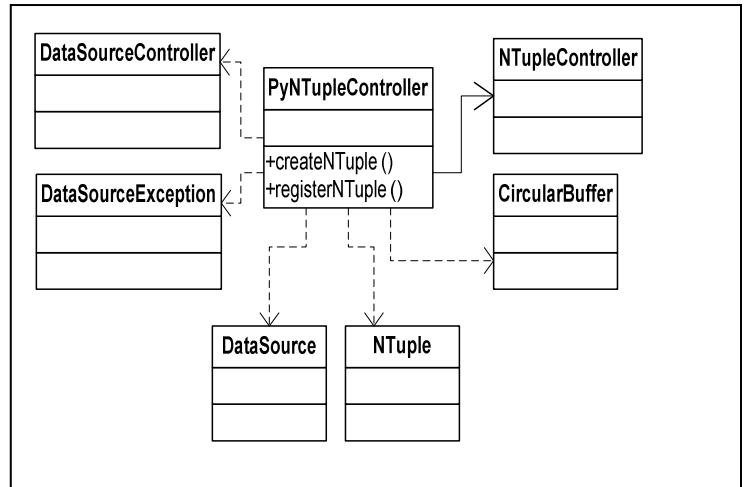 DataSourceController
NTupleController
PyNTupleController
+createNTuple ()
+registerNTuple ()
DataSourceException
CircularBuffer
DataSource
NTuple